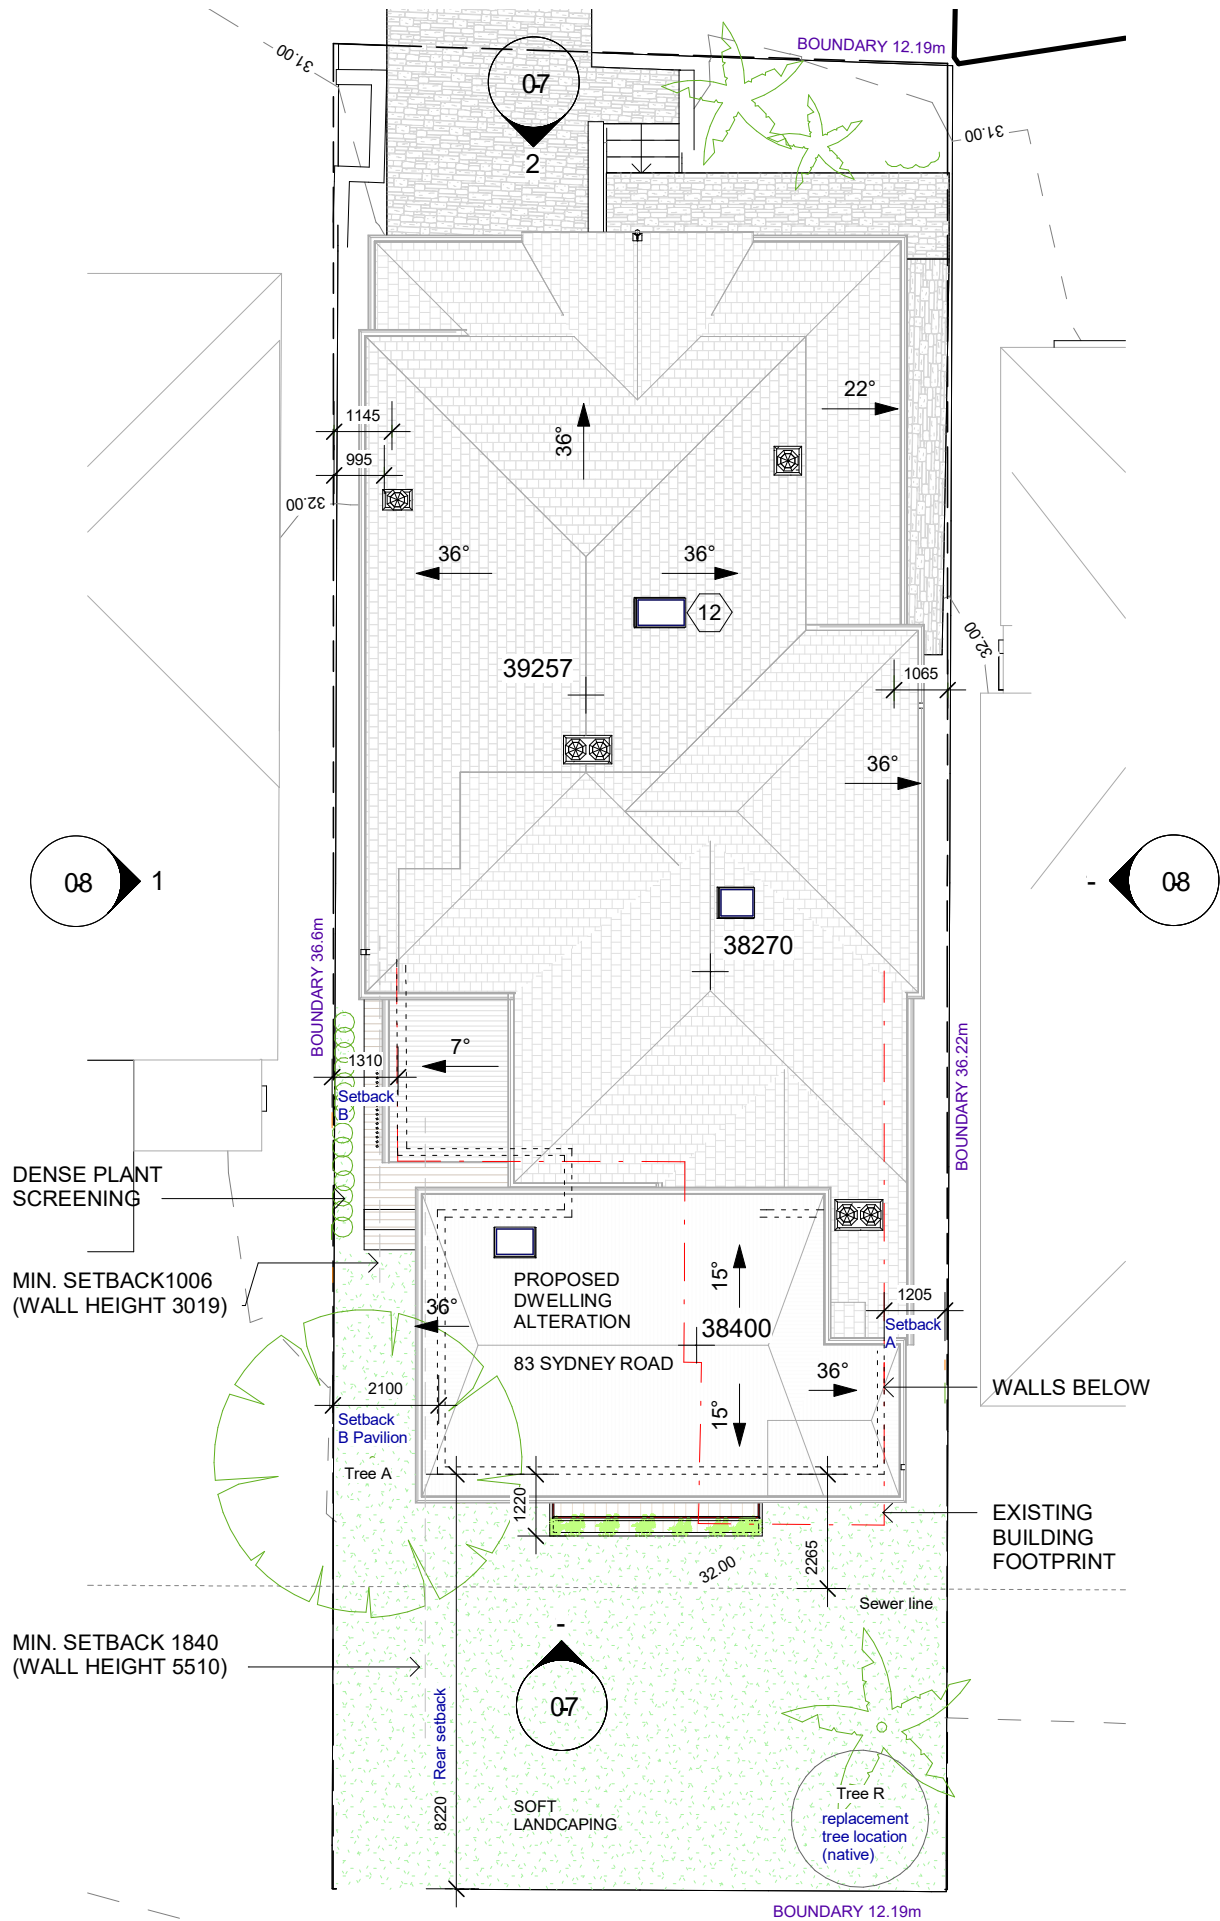 BOUNDARY 12.19m
31.00
07
2
31.00
22°
1145
36°
995
32.00
36°
36°
12
32.00
39257
1065
36°
08
1
-
08
38270
BOUNDARY 36.6m
7°
1310
Setback
B
BOUNDARY 36.22m
DENSE PLANT
SCREENING
MIN. SETBACK1006
(WALL HEIGHT 3019)
PROPOSED
DWELLING
ALTERATION
15°
36°
38400
1205
Setback
A
83 SYDNEY ROAD
36°
2100
15°
WALLS BELOW
Setback
B Pavilion
Tree A
1220
EXISTING
BUILDING
FOOTPRINT
2265
32.00
Sewer line
-
MIN. SETBACK 1840
(WALL HEIGHT 5510)
07
Rear setback
8220
SOFT
LANDCAPING
Tree R
replacement
tree location
(native)
BOUNDARY 12.19m